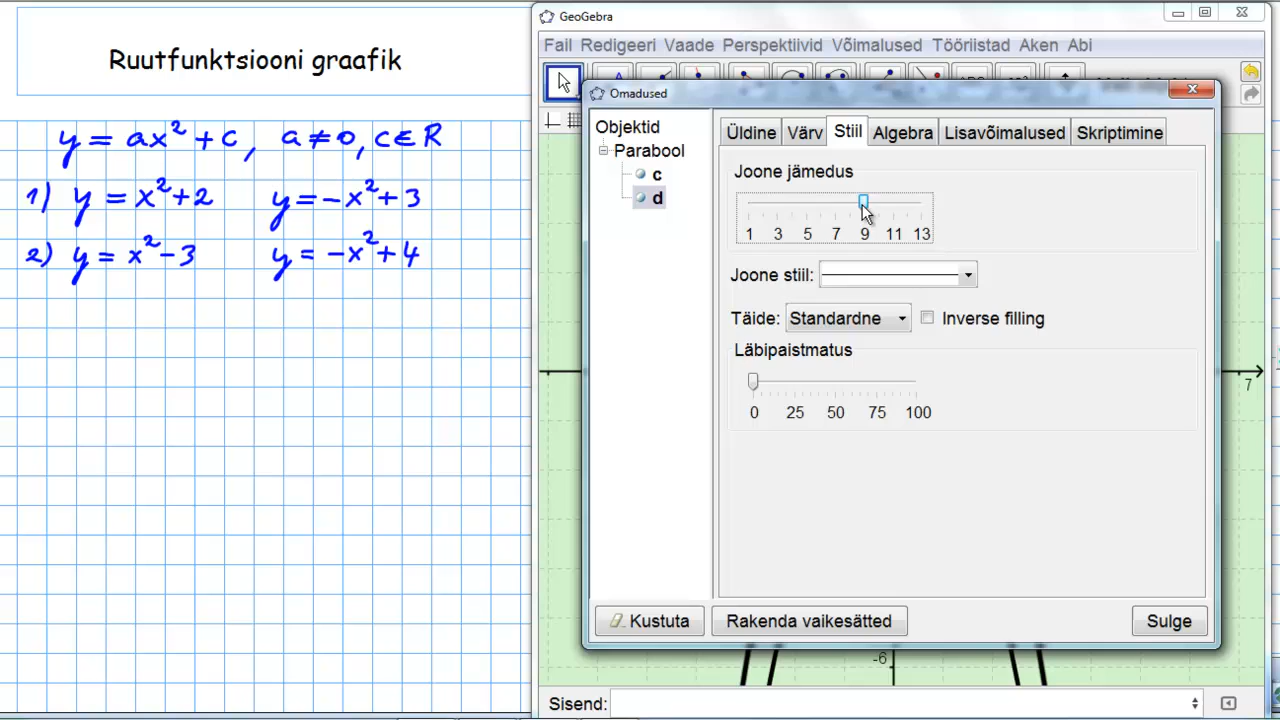 Ruutfunktsiooni graafik
y = ax² + c, a ≠ 0, c ∈ R
1) y = x² + 2 y = -x² + 3
2) y = x² - 3 y = -x² + 4
GeoGebra
Fail Redigeeri Vaade Perspektiivid Võimalused Tööriistad Aken Abi
Omadused
Objektid
Parabool
c
d
Üldine Värv Stiil Algebra Lisavõimalused Skriptimine
Joone jämedus
1 3 5 7 9 11 13
Joone stiil:
Täide: Standardne Inverse filling
Läbipaistmatus
0 25 50 75 100
Kustuta Rakenda vaikesätted Sulge
7
-6
Sisend: